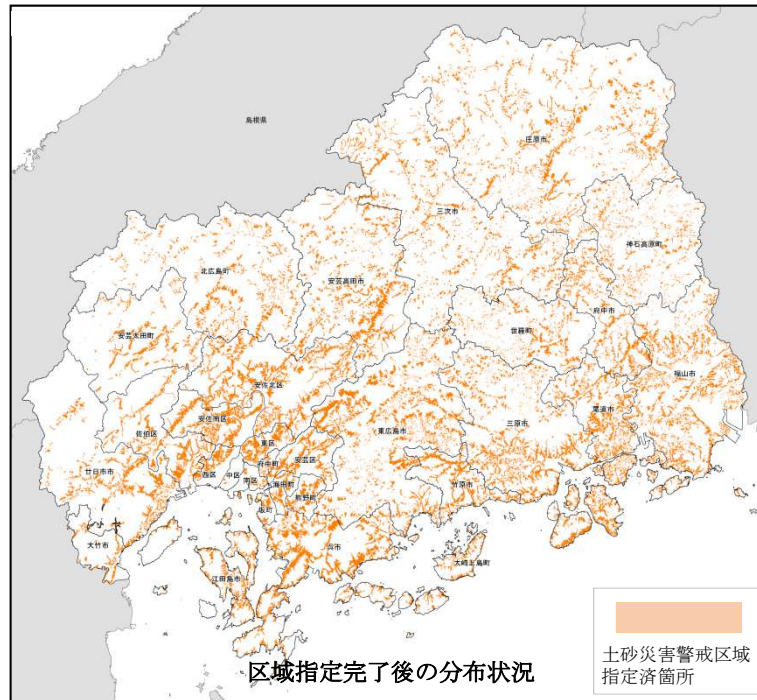 島根県
庄原市
三次市
神石高原町
北広島町
安芸高田市
世羅町
府中市
安芸太田町
福山市
安佐北区
安佐南区
尾道市
佐伯区
東広島市
三原市
東区
廿日市市
府中町
安芸区
西区
中区
南区
海田町
竹原市
熊野町
坂町
大竹市
呉市
江田島市
大崎上島町
土砂災害警戒区域
指定済箇所
区域指定完了後の分布状況